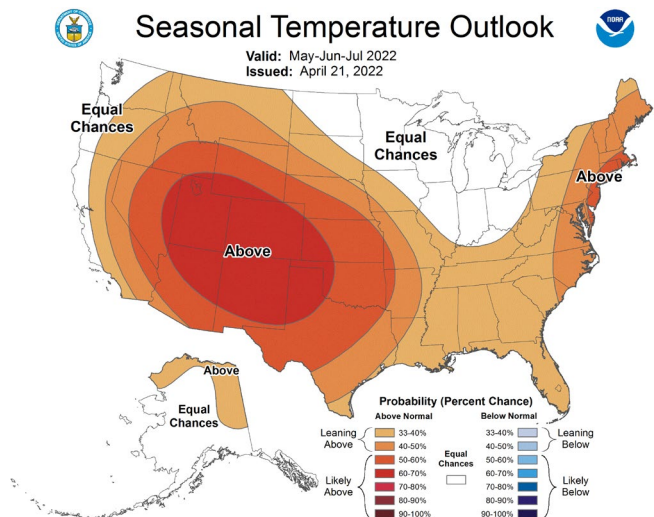 Seasonal Temperature Outlook
NOAA
Valid: May-Jun-Jul 2022
Issued: April 21, 2022
Equal
Chances
Equal
Chances
Above
Above
Above
Equal
Chances
Probability (Percent Chance)
Above Normal
Below Normal
Leaning
Above
33-40%
40-50%
Likely
Above
50-60%
60-70%
70-80%
80-90%
90-100%
Equal
Chances
33-40%
40-50%
Leaning
Below
50-60%
60-70%
70-80%
80-90%
90-100%
Likely
Below